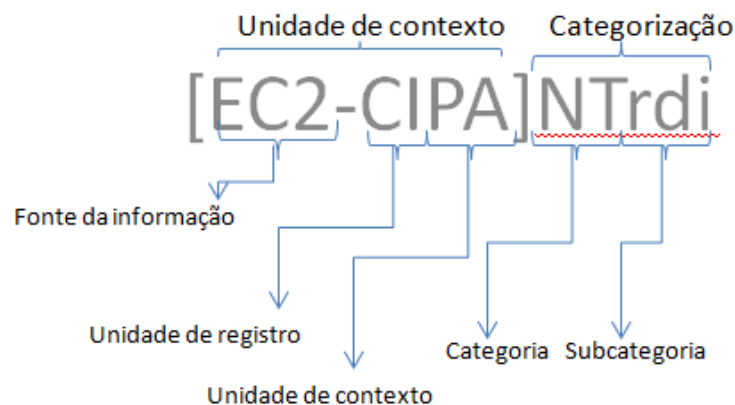 Unidade de contexto Categorização
[EC2-CIPA]NTrdi
Fonte da informação
Unidade de registro
Categoria Subcategoria
Unidade de contexto